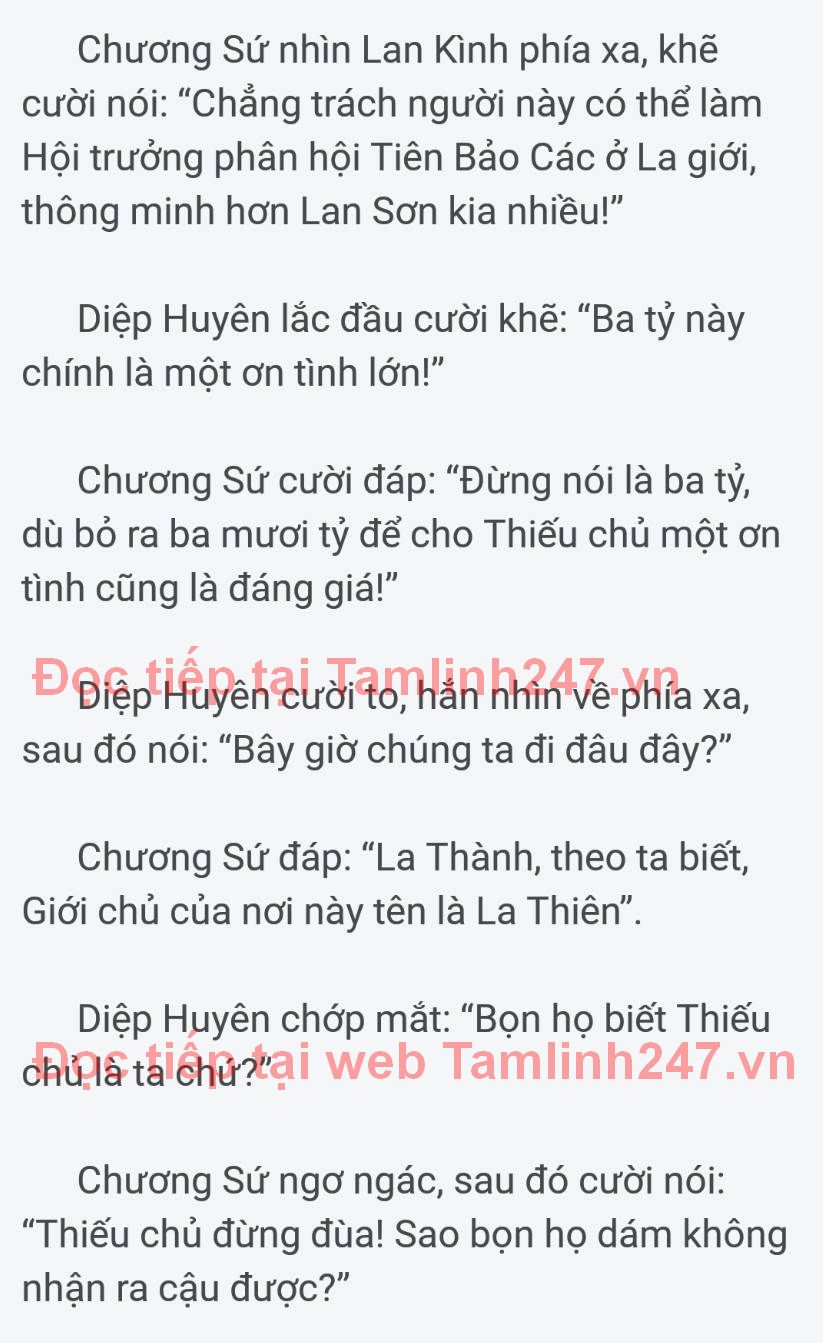 Chương Sứ nhìn Lan Kình phía xa, khẽ
cười nói: “Chẳng trách người này có thể làm
Hội trưởng phân hội Tiên Bảo Các ở La giới,
thông minh hơn Lan Sơn kia nhiều!”
Diệp Huyên lắc đầu cười khẽ: “Ba tỷ này
chính là một ơn tình lớn!”
Chương Sứ cười đáp: “Đừng nói là ba tỷ,
dù bỏ ra ba mươi tỷ để cho Thiếu chủ một ơn
tình cũng là đáng giá!”
Đọc tiếp tại Tamlinh247.vn
Diệp Huyên cười to, hắn nhìn về phía xa,
sau đó nói: “Bây giờ chúng ta đi đâu đây?”
Chương Sứ đáp: “La Thành, theo ta biết,
Giới chủ của nơi này tên là La Thiên”.
Diệp Huyên chớp mắt: “Bọn họ biết Thiếu
Đọc tiếp tại web Tamlinh247.vn
chủ là ta chứ?”
Chương Sứ ngơ ngác, sau đó cười nói:
“Thiếu chủ đừng đùa! Sao bọn họ dám không
nhận ra cậu được?”